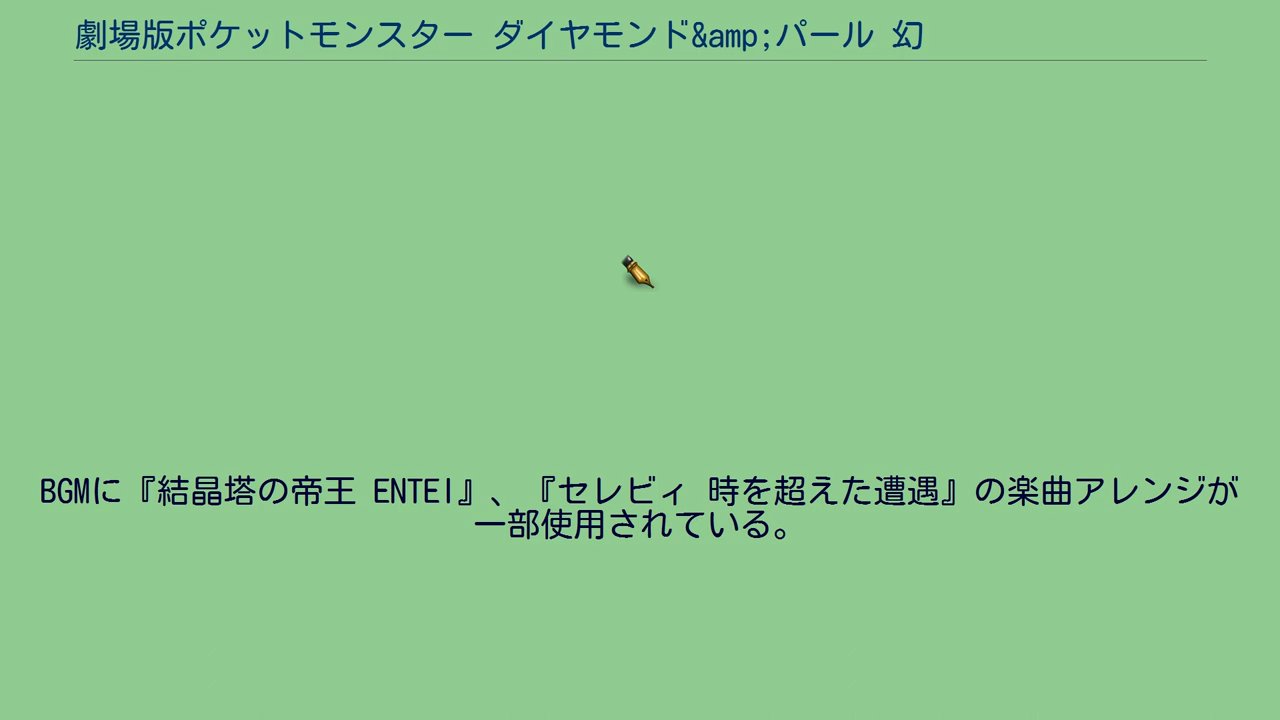 劇場版ポケットモンスター ダイヤモンド&amp;パール 幻
BGMに『結晶塔の帝王 ENTEI』、『セレビィ 時を超えた遭遇』の楽曲アレンジが
一部使用されている。